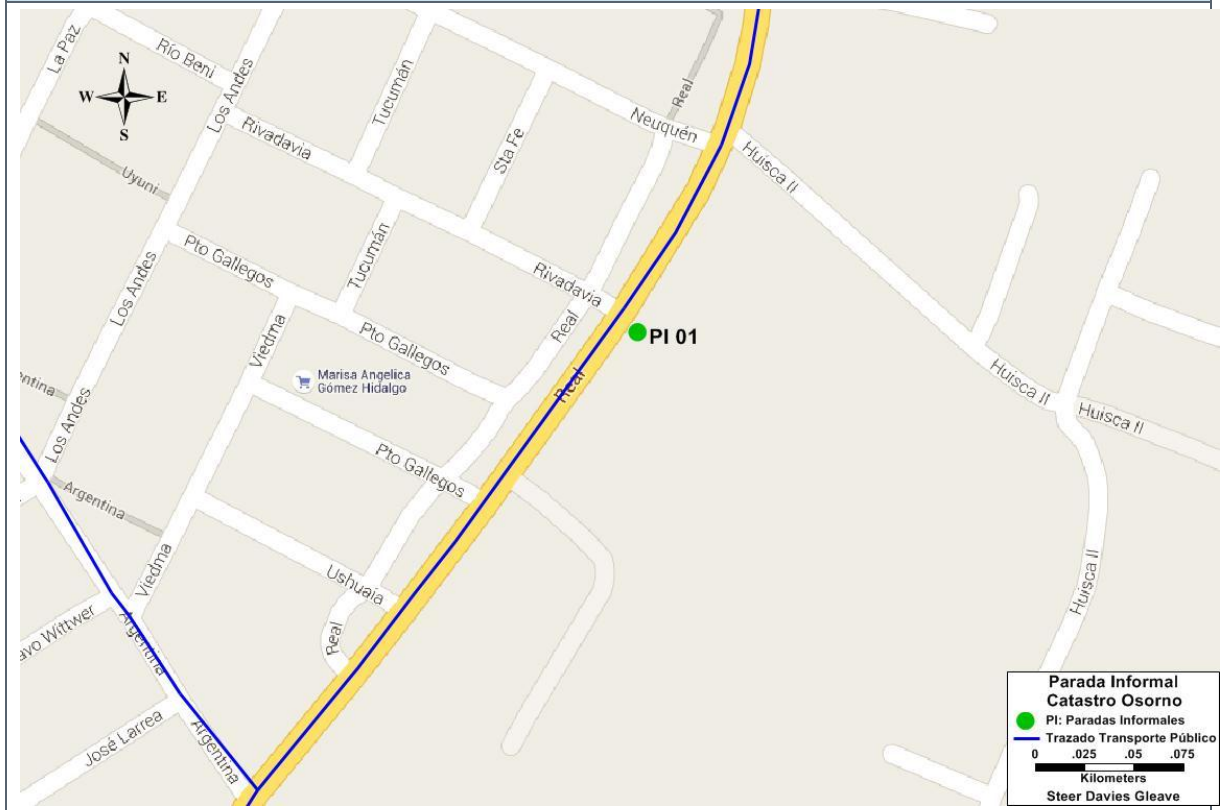 La Paz
Río Beni
Los Andes
Tucumán
Real
N
W E
S
Rivadavia
Sta Fe
Neuquén
Huisca II
Uyuni
Pto Gallegos
Tucumán
Rivadavia
Los Andes
Viedma
Pto Gallegos
Real
PI 01
Marisa Angelica
Gómez Hidalgo
Real
Huisca II
Huisca II
Los Andes
Pto Gallegos
Argentina
Viedma
Ushuaia
Huisca II
Argentina
Real
Wittwer
José Larrea
Argentina
Parada Informal
Catastro Osorno
PI: Paradas Informales
Trazado Transporte Público
0 .025 .05 .075
Kilometers
Steer Davies Gleave